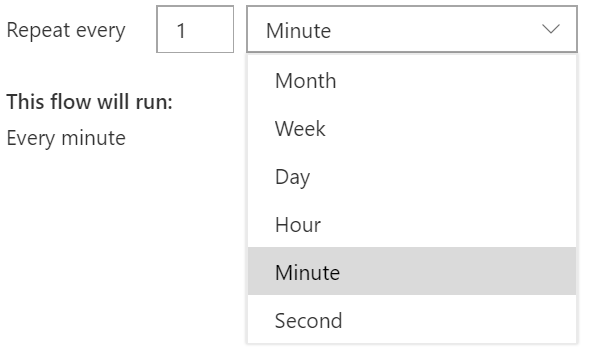 Repeat every 1 Minute
Month
This flow will run:
Week
Every minute
Day
Hour
Minute
Second